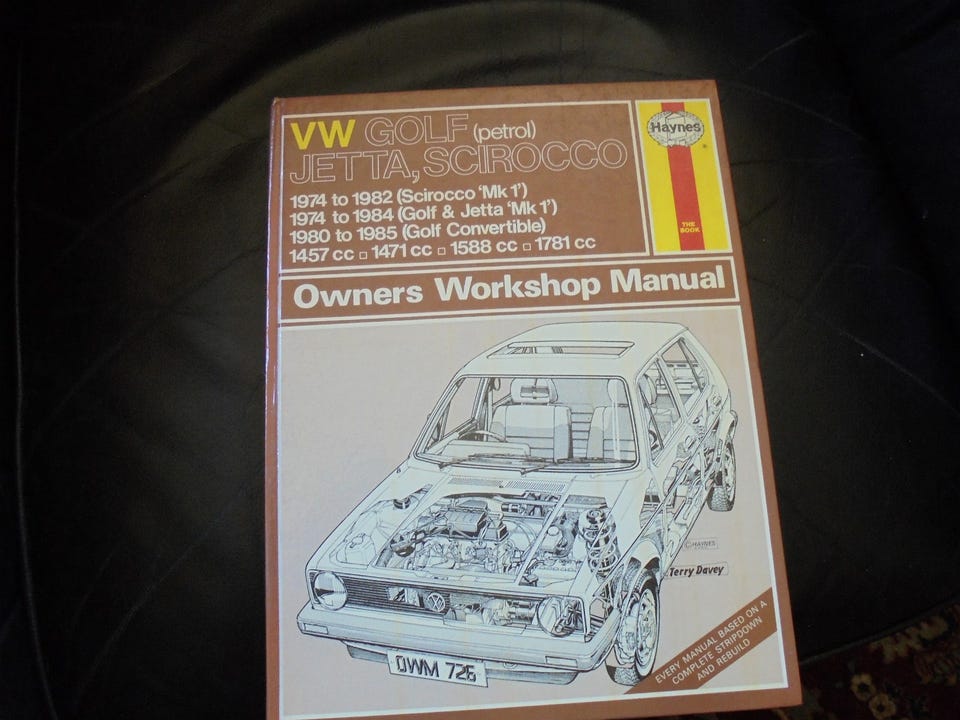 VW GOLF (petrol)
JETTA, SCIROCCO
1974 to 1982 (Scirocco 'Mk 1')
1974 to 1984 (Golf & Jetta 'Mk 1')
1980 to 1985 (Golf Convertible)
1457 cc □ 1471 cc □ 1588 cc □ 1781 cc
Haynes
THE
BOOK
Owners Workshop Manual
© HAYNES
Terry Davey
OWM 726
EVERY MANUAL BASED ON A
COMPLETE STRIPDOWN
AND REBUILD